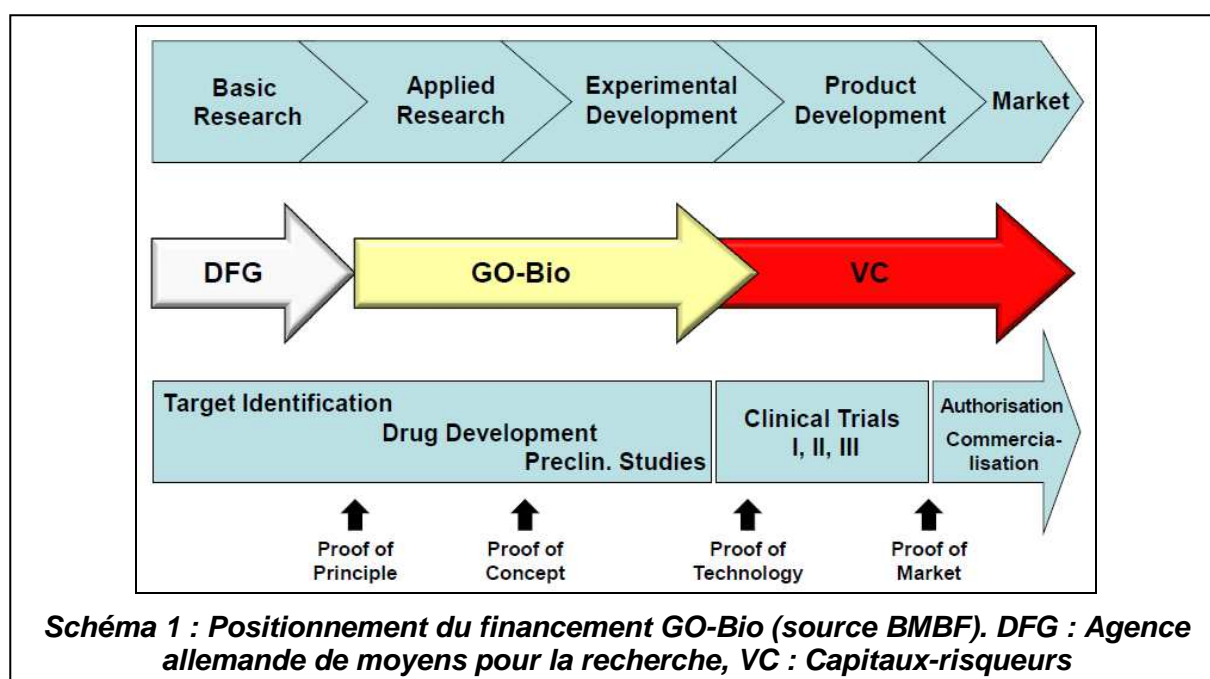 Basic
Research
Applied
Research
Experimental
Development
Product
Development
Market
DFG
GO-Bio
VC
Target Identification
Drug Development
Preclin. Studies
Clinical Trials
I, II, III
Authorisation
Commercia-
lisation
Proof of
Principle
Proof of
Concept
Proof of
Technology
Proof of
Market
Schéma 1 : Positionnement du financement GO-Bio (source BMBF). DFG : Agence
allemande de moyens pour la recherche, VC : Capitaux-risqueurs